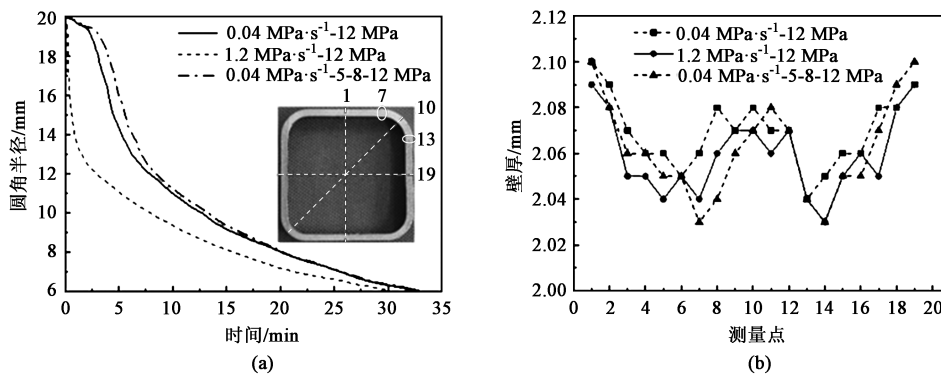 (a)
20
18
16
14
12
10
8
6
圆角半径/mm
0.04 MPa·s⁻¹-12 MPa
1.2 MPa·s⁻¹-12 MPa
0.04 MPa·s⁻¹-5-8-12 MPa
1 7 10
13
19
0 5 10 15 20 25 30 35
时间/min
(a)
(b)
2.12
2.10
2.08
2.06
2.04
2.02
2.00
壁厚/mm
0.04 MPa·s⁻¹-12 MPa
1.2 MPa·s⁻¹-12 MPa
0.04 MPa·s⁻¹-5-8-12 MPa
0 2 4 6 8 10 12 14 16 18 20
测量点
(b)